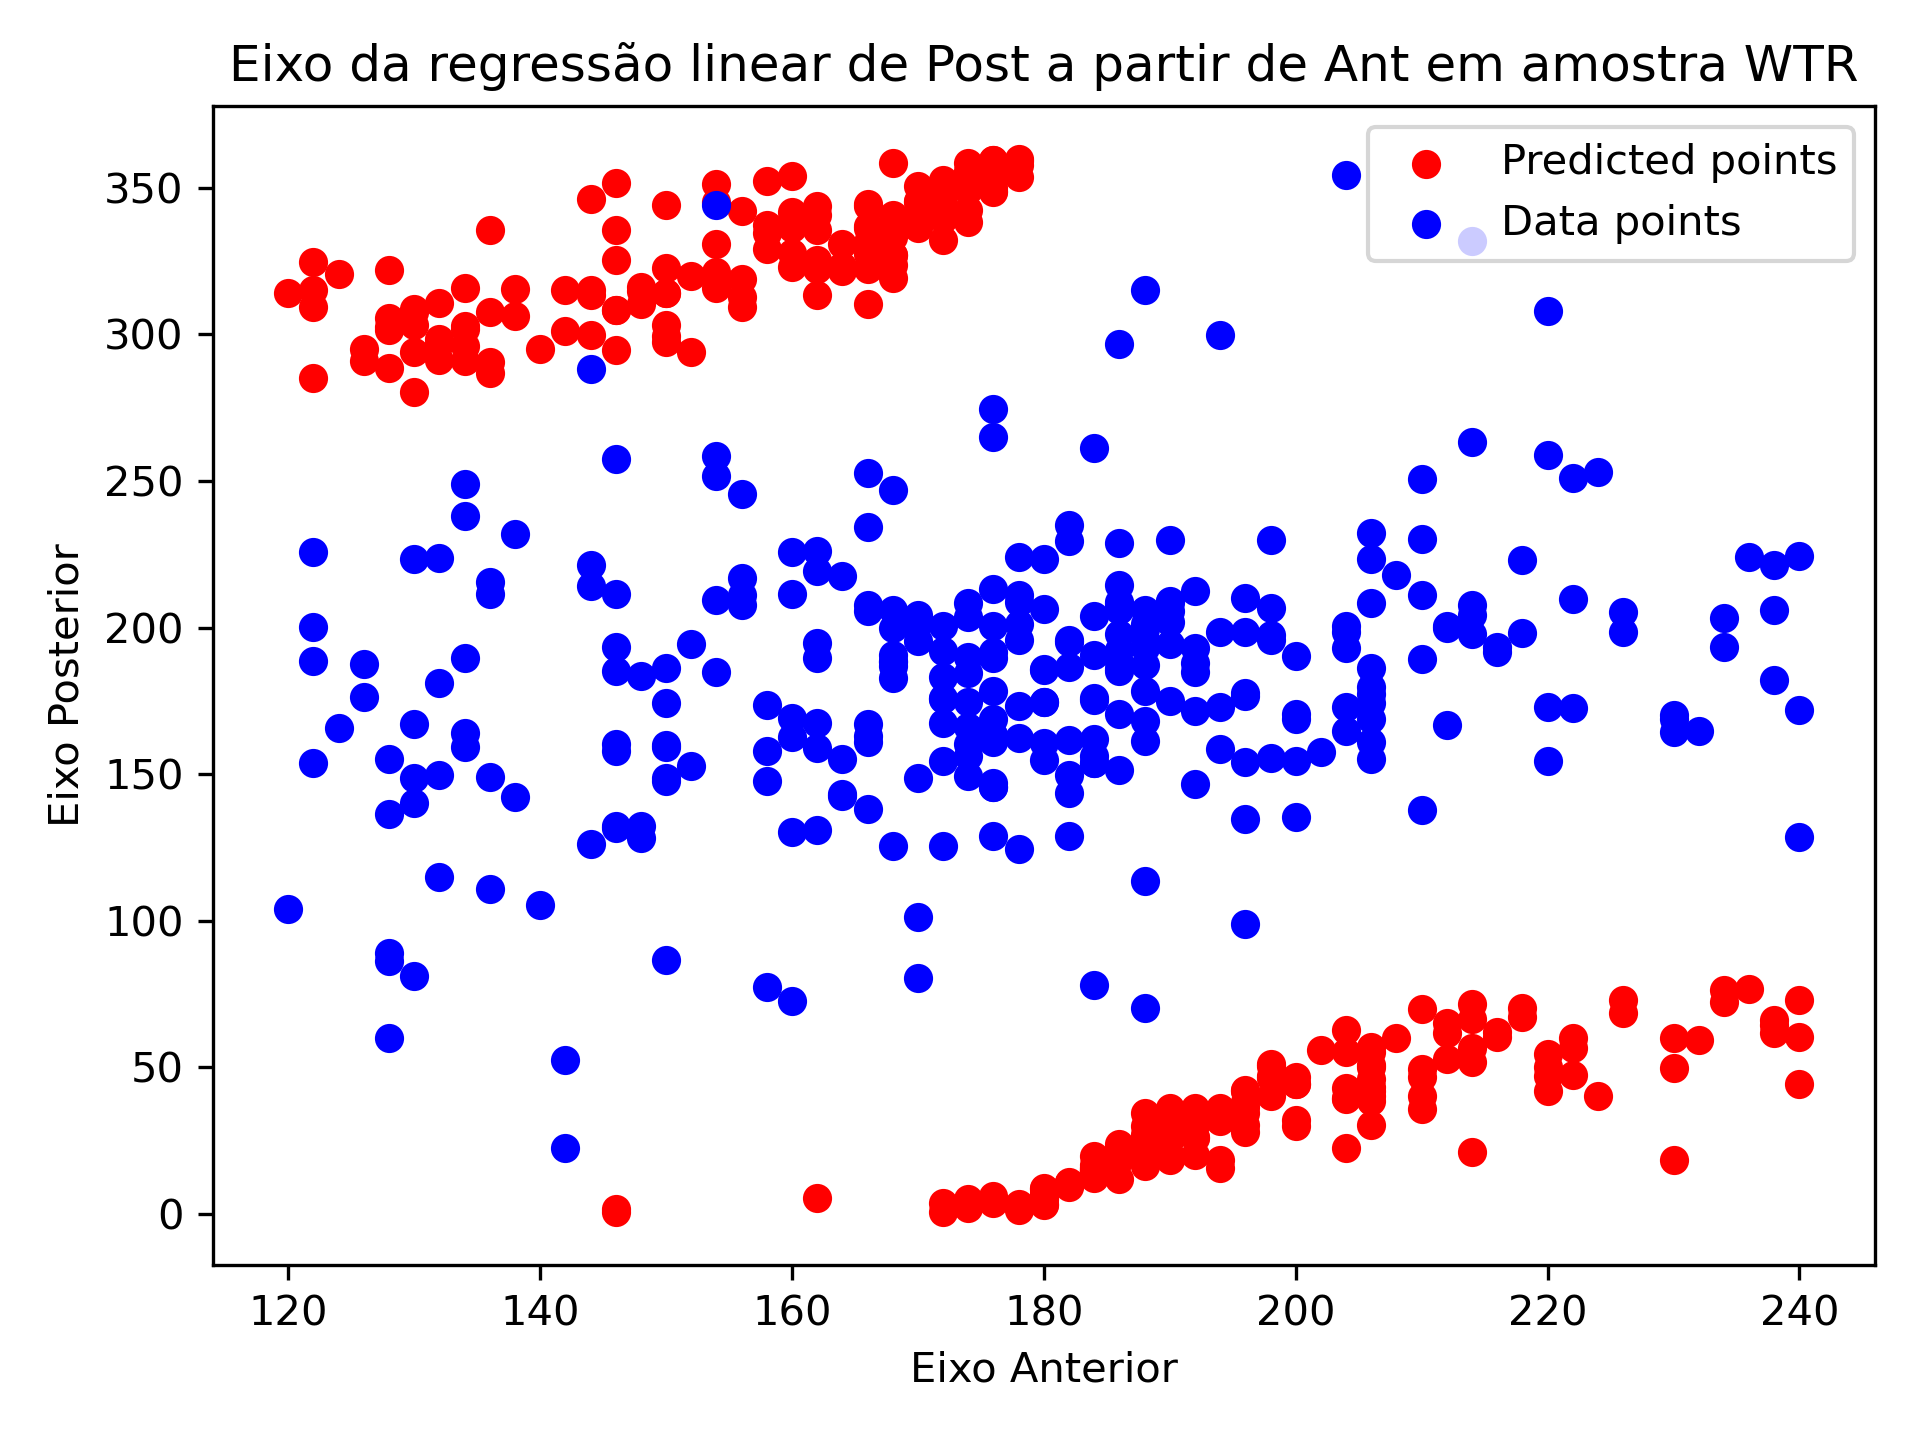 Eixo da regressão linear de Post a partir de Ant em amostra WTR
Predicted points
Data points
Eixo Posterior
350
300
250
200
150
100
50
0
120 140 160 180 200 220 240
Eixo Anterior